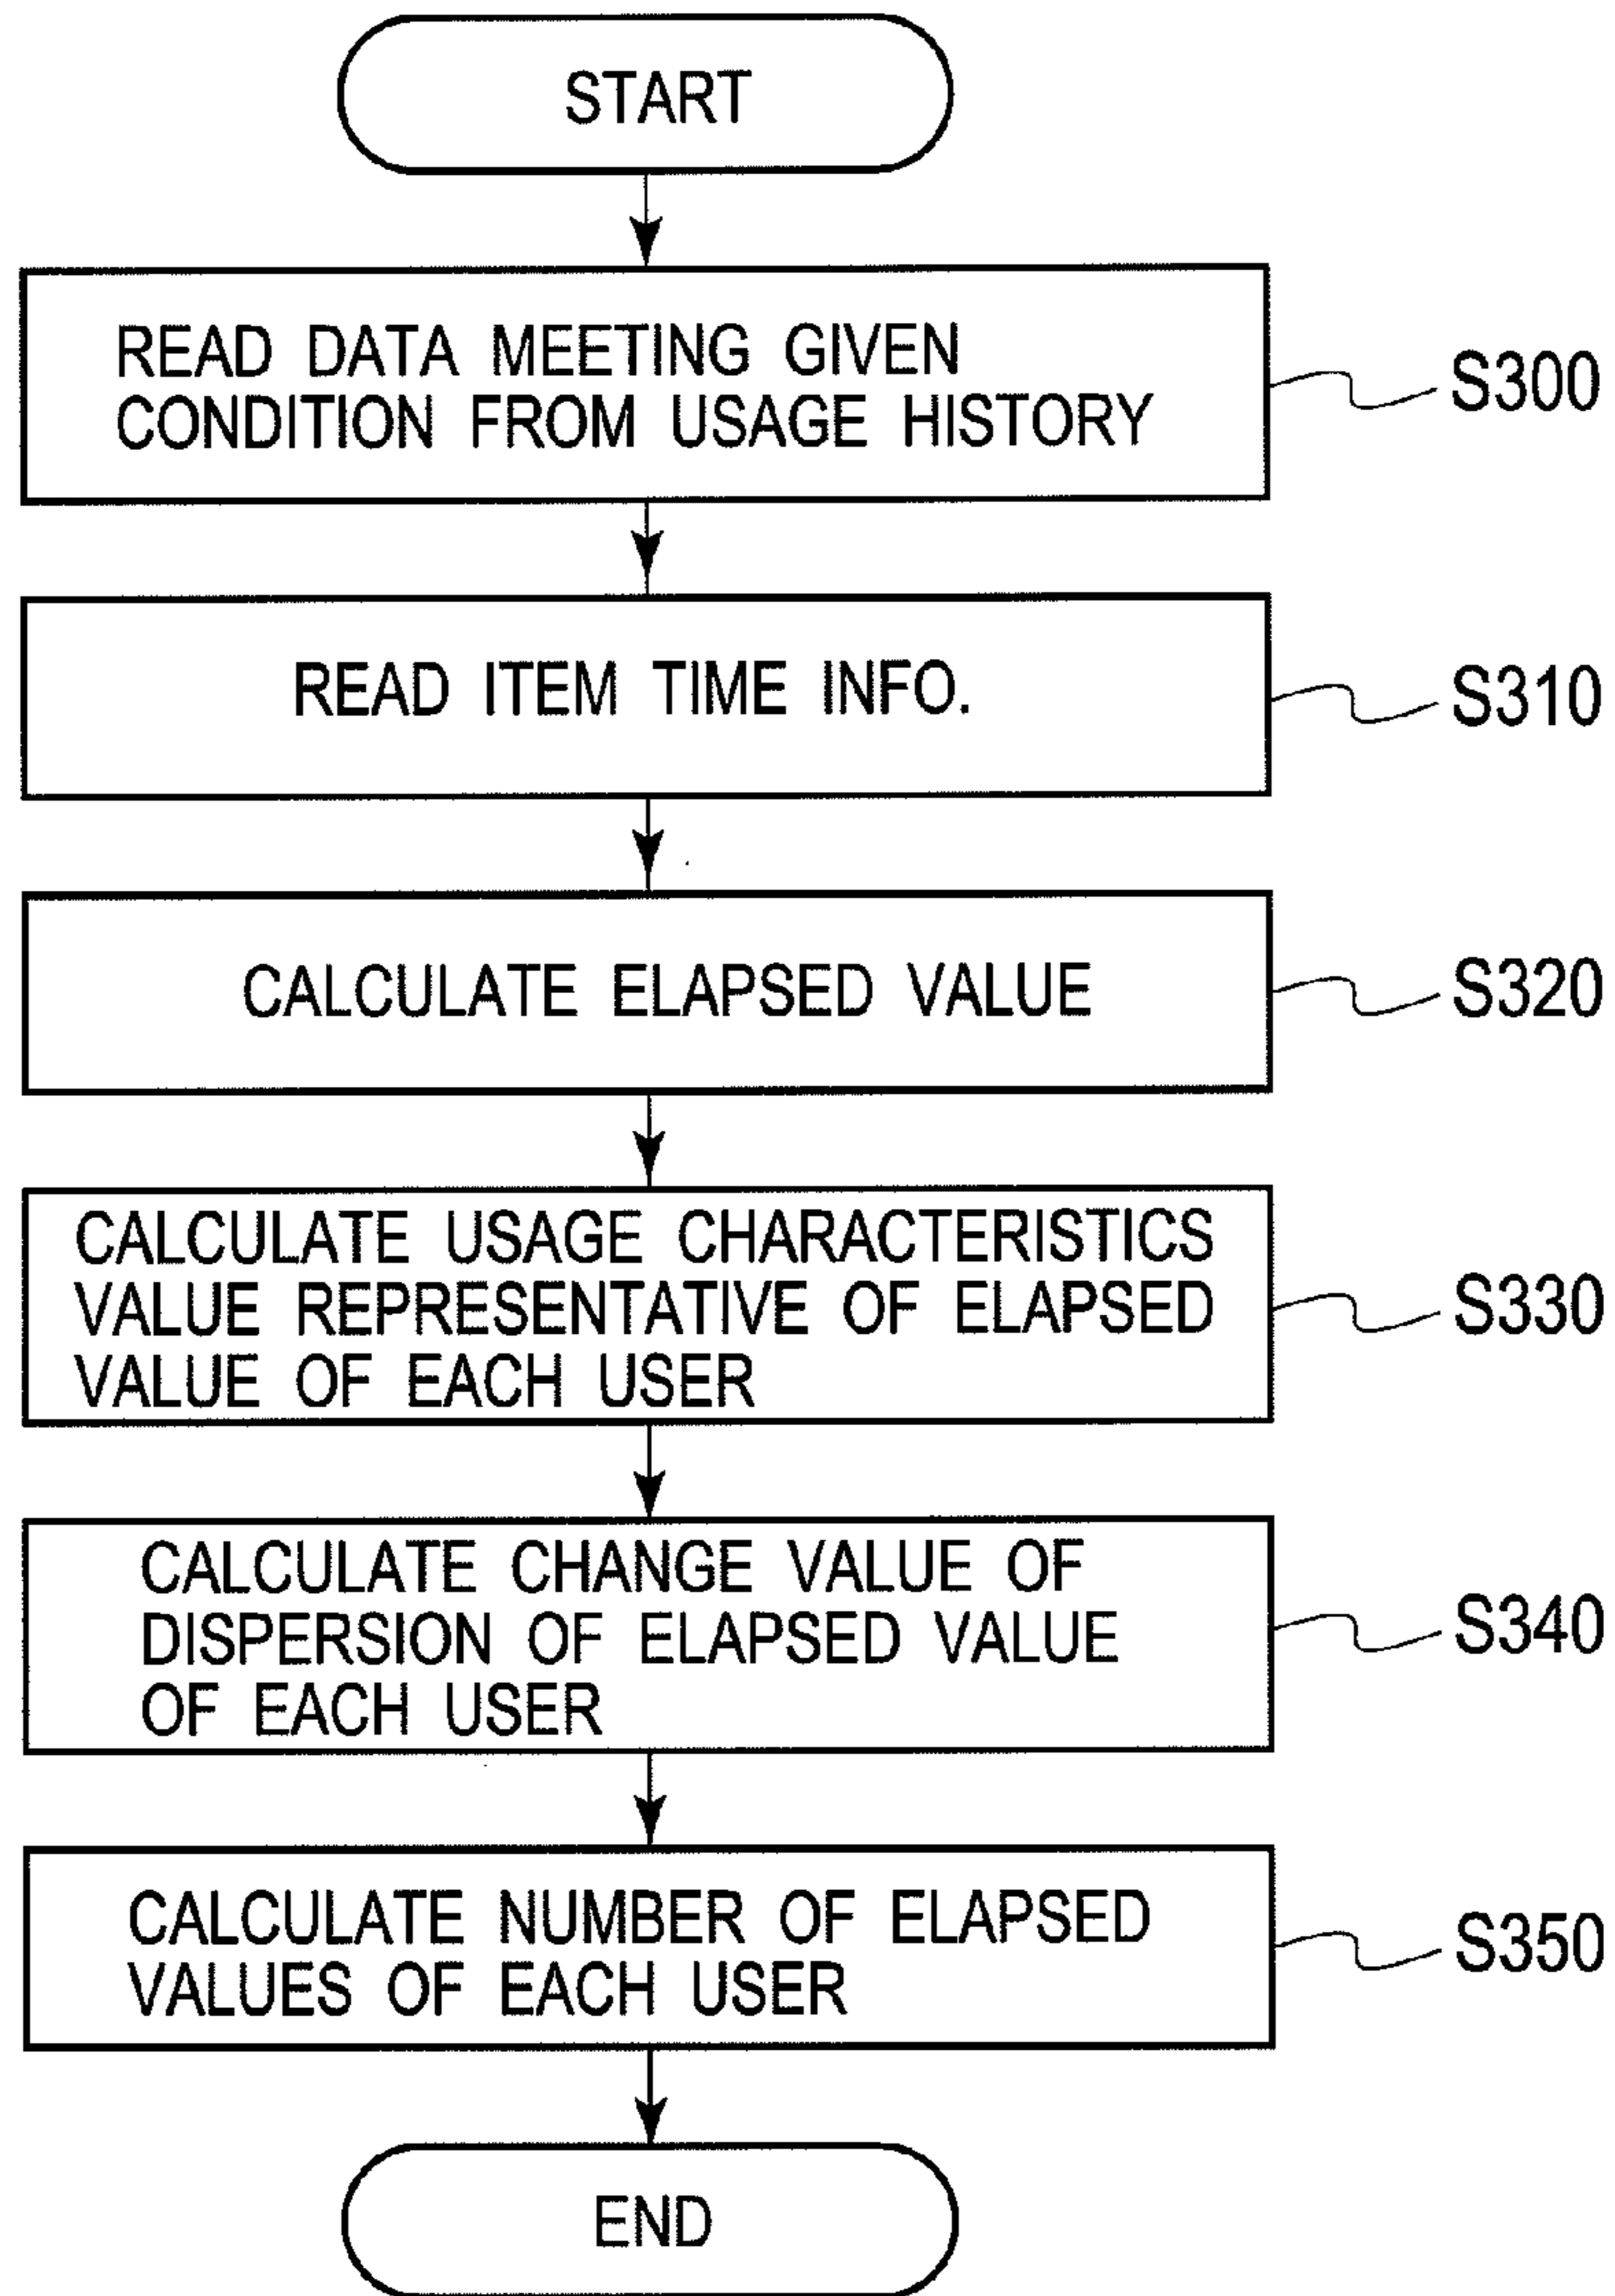 START
READ DATA MEETING GIVEN
CONDITION FROM USAGE HISTORY
S300
READ ITEM TIME INFO.
S310
CALCULATE ELAPSED VALUE
S320
CALCULATE USAGE CHARACTERISTICS
VALUE REPRESENTATIVE OF ELAPSED
VALUE OF EACH USER
S330
CALCULATE CHANGE VALUE OF
DISPERSION OF ELAPSED VALUE
OF EACH USER
S340
CALCULATE NUMBER OF ELAPSED
VALUES OF EACH USER
S350
END